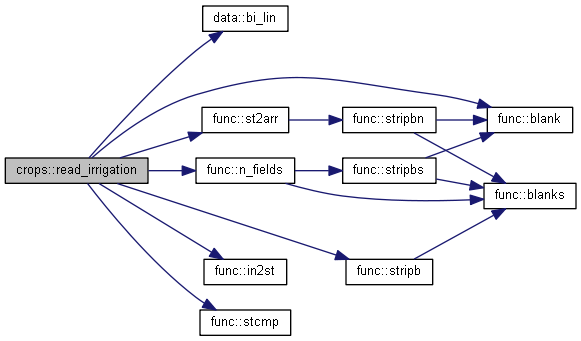 data::bi_lin
func::st2arr
func::stripbn
func::blank
crops::read_irrigation
func::n_fields
func::stripbs
func::blanks
func::in2st
func::stripb
func::stcmp